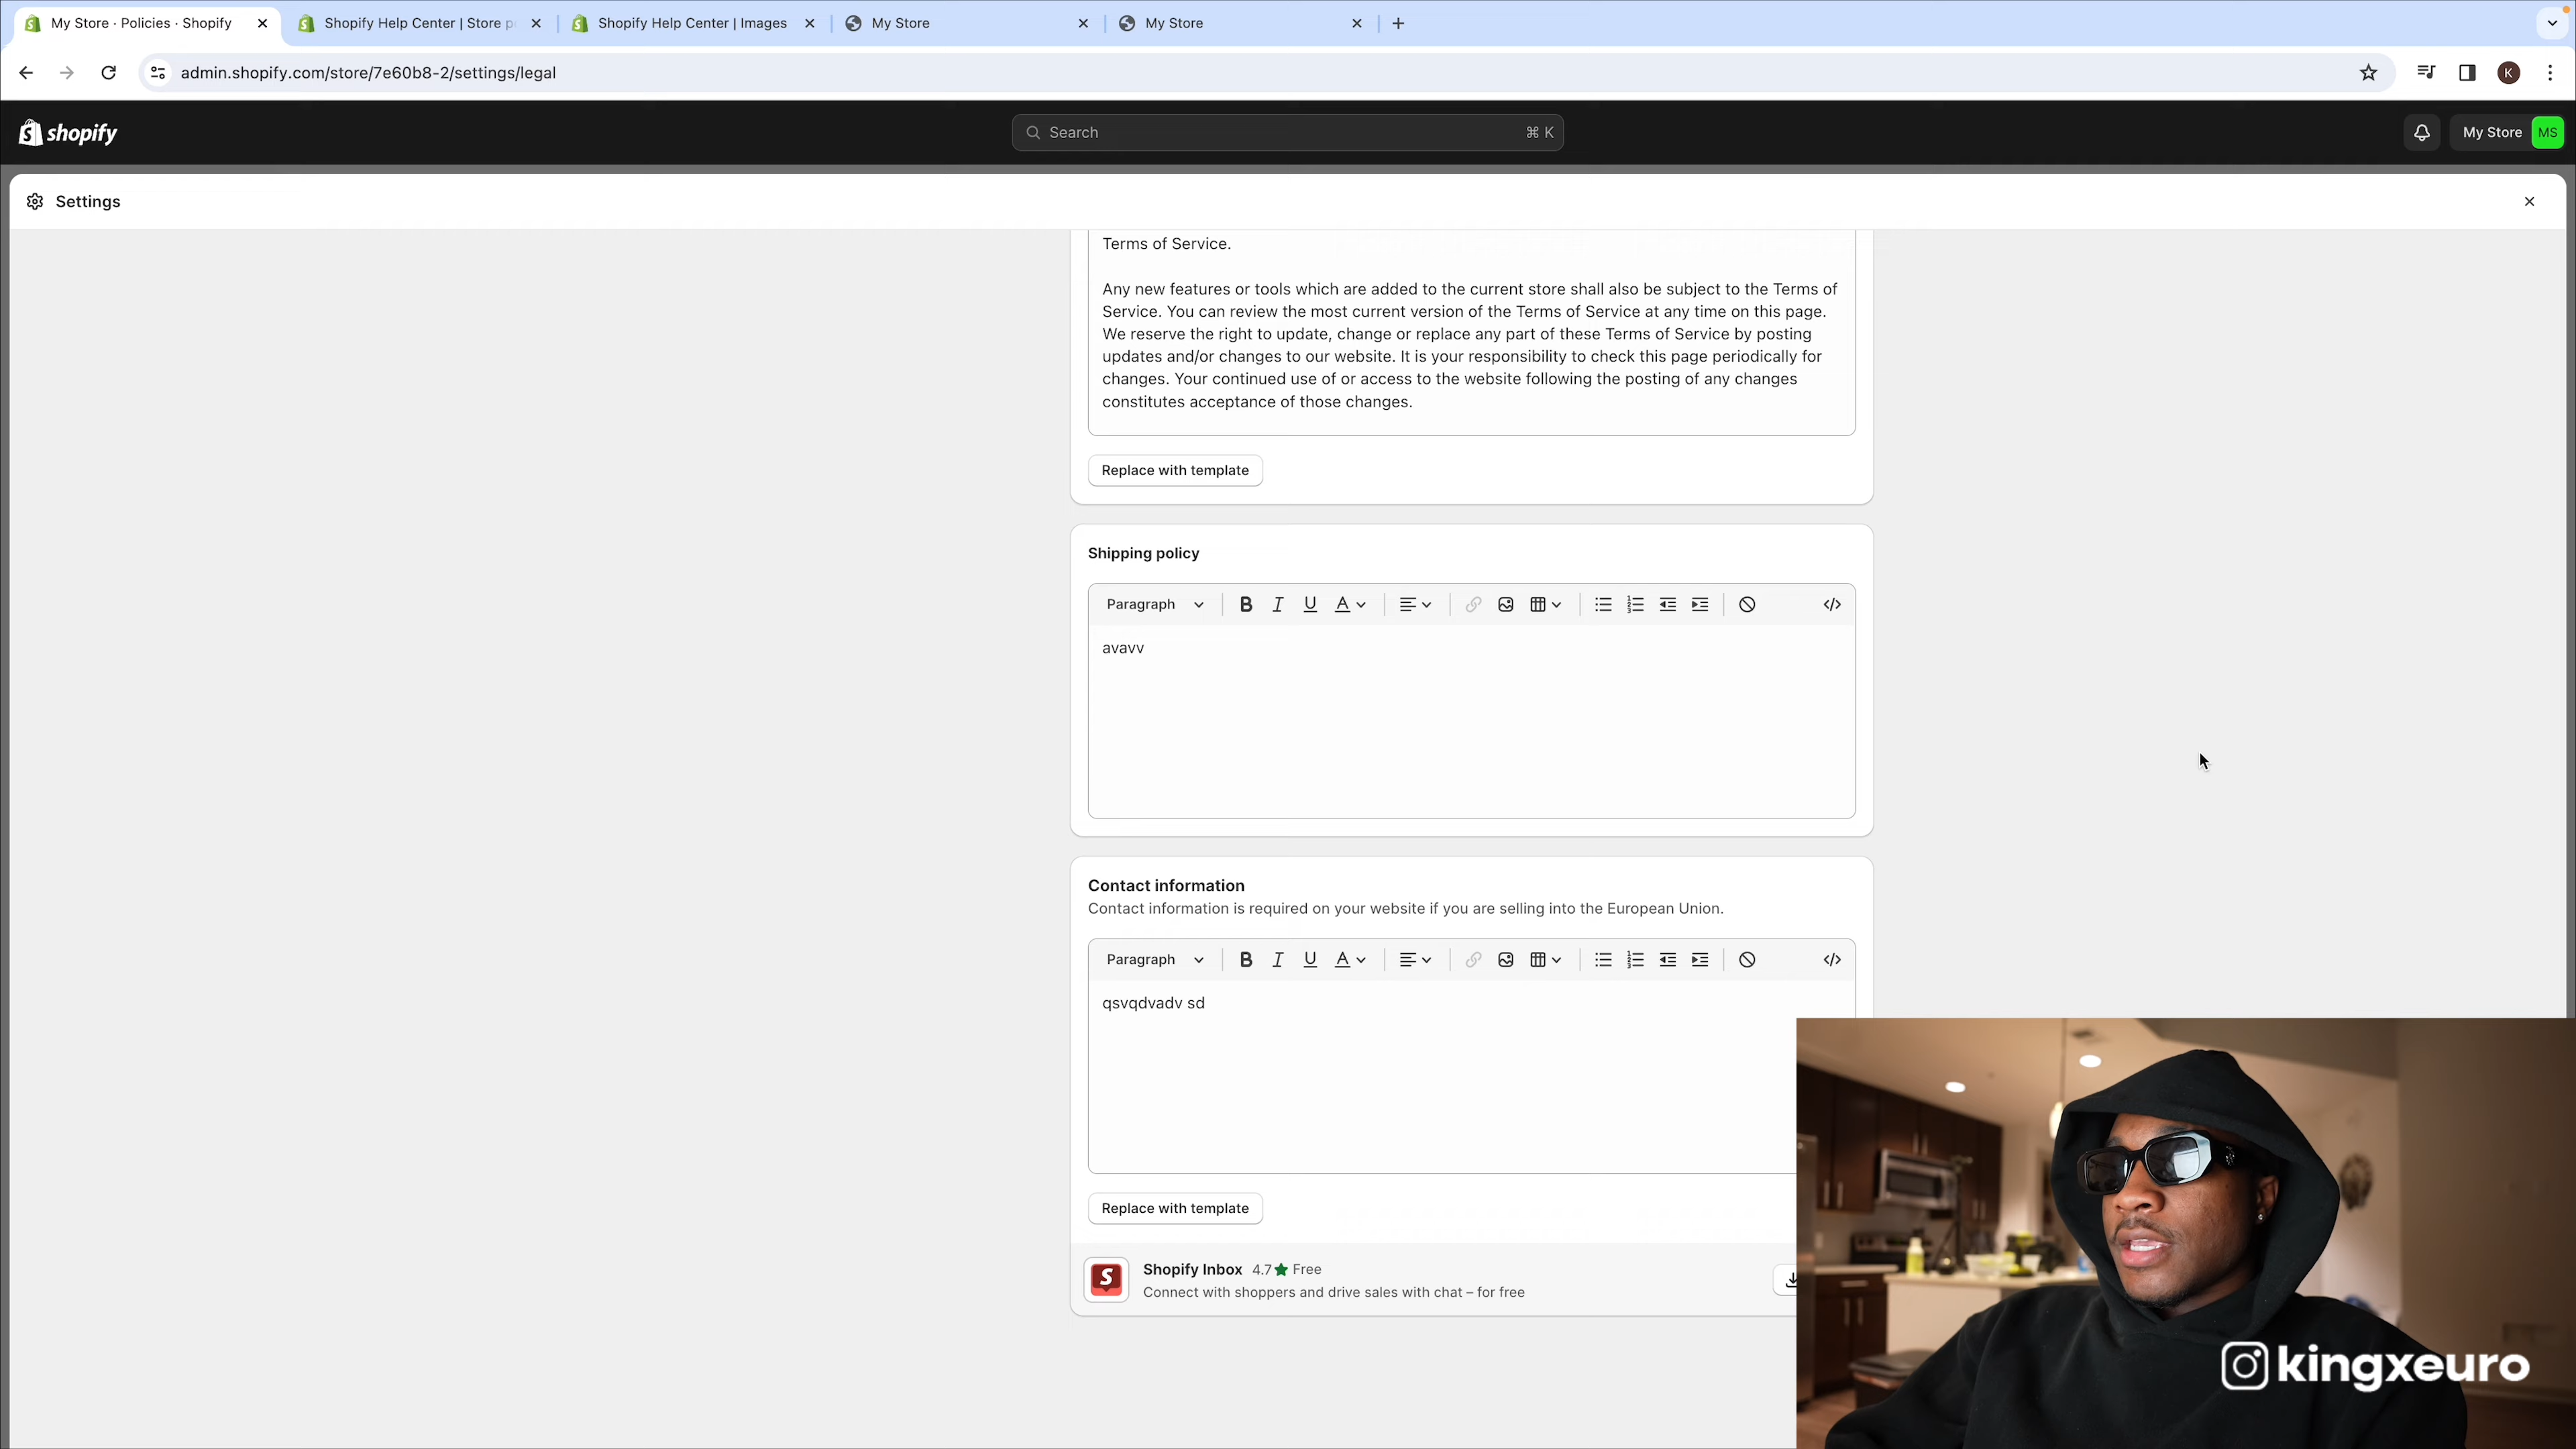 My Store · Policies · Shopify
Shopify Help Center | Store p
Shopify Help Center | Images
My Store
My Store
admin.shopify.com/store/7e60b8-2/settings/legal
K
shopify
Search
⌘ K
My Store
MS
Settings
Terms of Service.
Any new features or tools which are added to the current store shall also be subject to the Terms of
Service. You can review the most current version of the Terms of Service at any time on this page.
We reserve the right to update, change or replace any part of these Terms of Service by posting
updates and/or changes to our website. It is your responsibility to check this page periodically for
changes. Your continued use of or access to the website following the posting of any changes
constitutes acceptance of those changes.
Replace with template
Shipping policy
Paragraph
avavv
Contact information
Contact information is required on your website if you are selling into the European Union.
Paragraph
qsvqdvadv sd
Replace with template
Shopify Inbox 4.7★ Free
Connect with shoppers and drive sales with chat – for free
kingxeuro